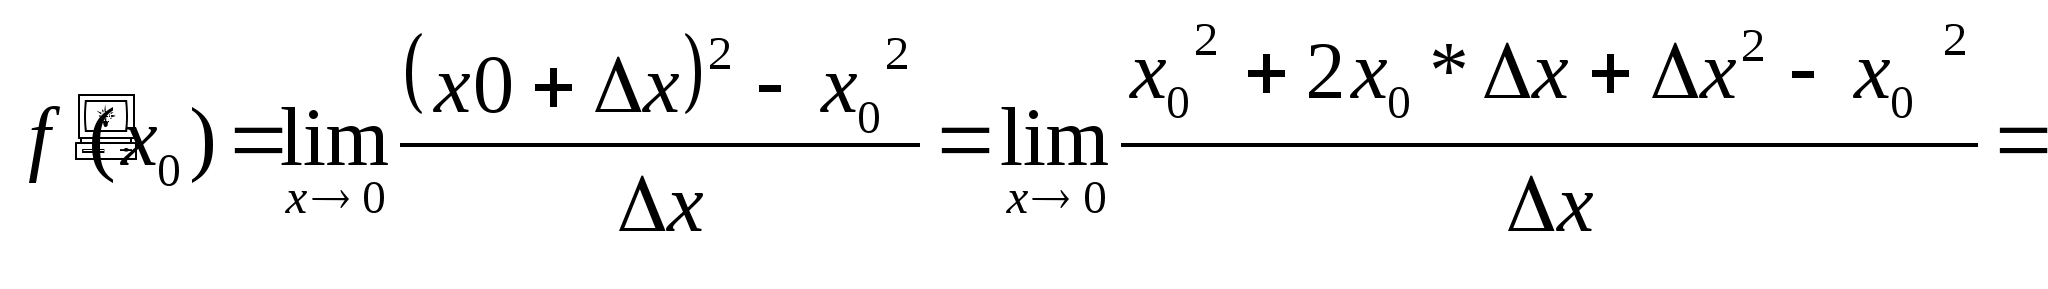 f (x₀) = lim x→0 (x0 + Δx)² - x₀² / Δx = lim x→0 x₀² + 2x₀ * Δx + Δx² - x₀² / Δx =